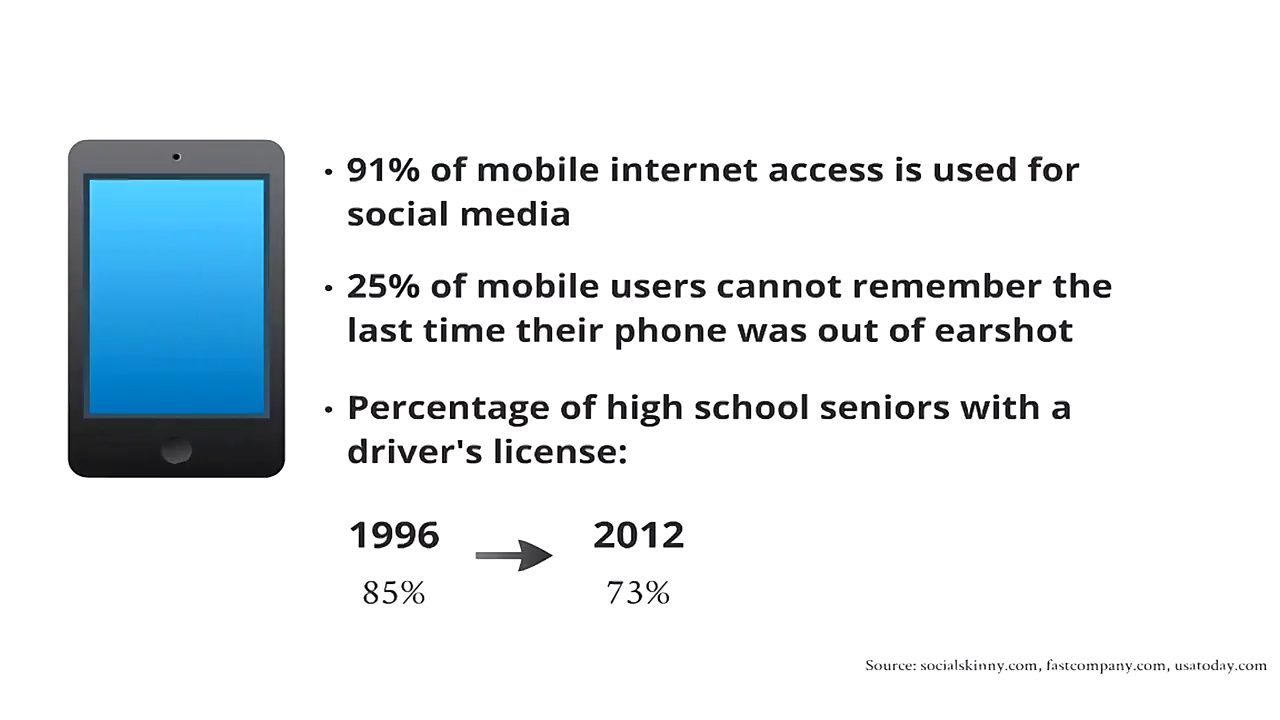 · 91% of mobile internet access is used for
social media
· 25% of mobile users cannot remember the
last time their phone was out of earshot
· Percentage of high school seniors with a
driver's license:
1996 2012
85% 73%
Source: socialskinny.com, fastcompany.com, usatoday.com